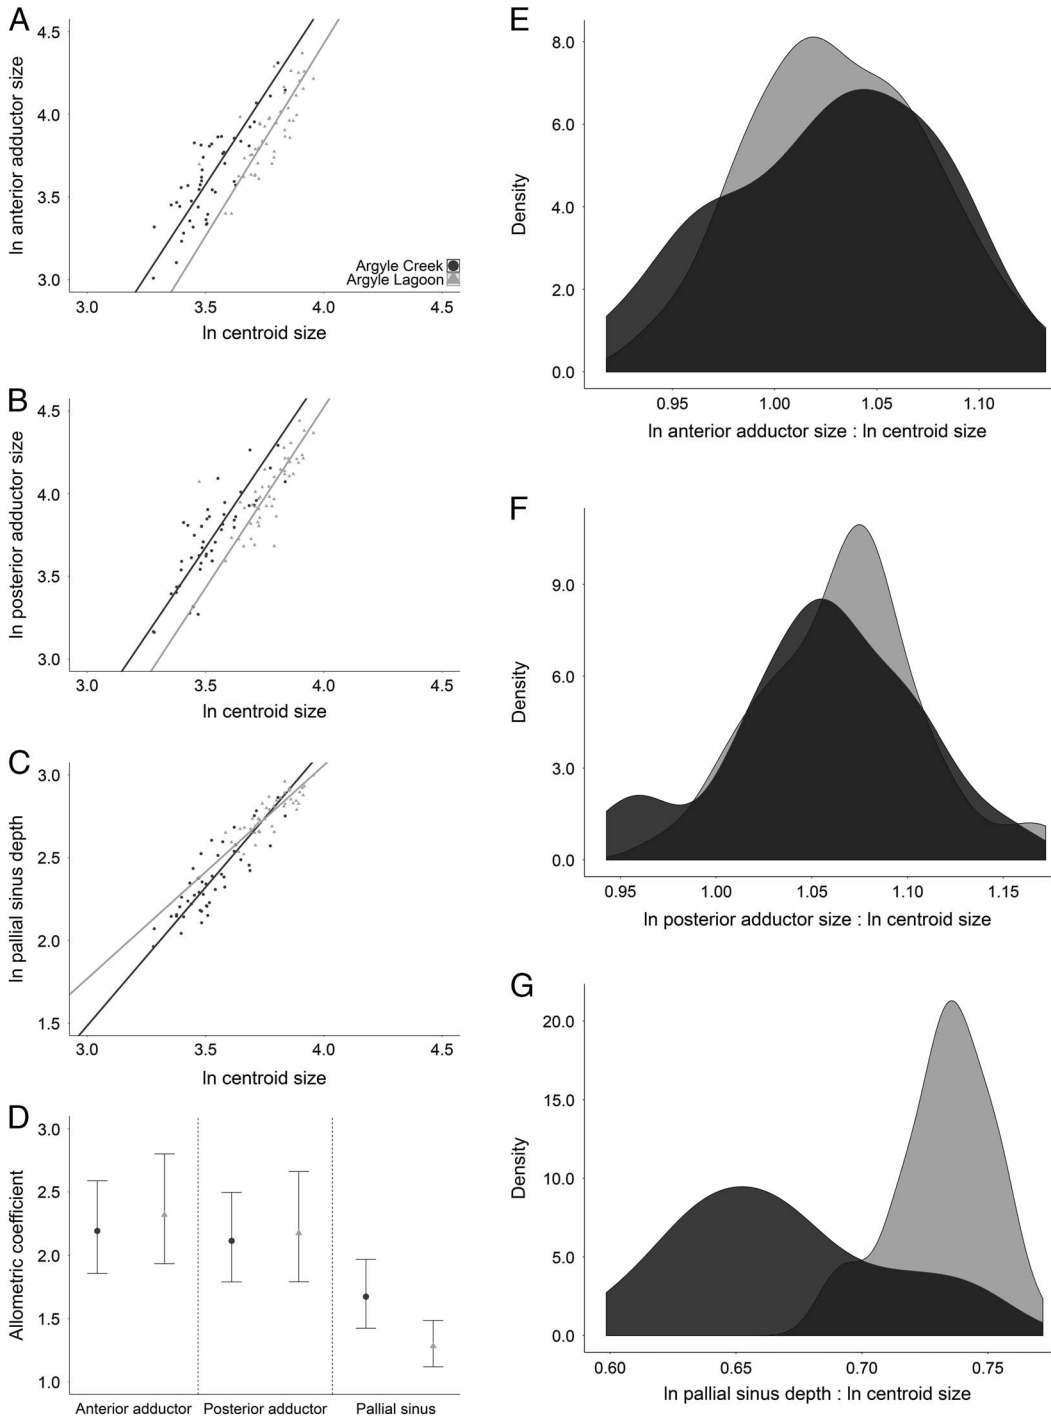 A
ln anterior adductor size
4.5
4.0
3.5
3.0
3.0 3.5 4.0 4.5
ln centroid size
Argyle Creek
Argyle Lagoon
B
ln posterior adductor size
4.5
4.0
3.5
3.0
3.0 3.5 4.0 4.5
ln centroid size
C
ln pallial sinus depth
3.0
2.5
2.0
1.5
3.0 3.5 4.0 4.5
ln centroid size
D
Allometric coefficient
3.0
2.5
2.0
1.5
1.0
Anterior adductor Posterior adductor Pallial sinus
E
Density
8.0
6.0
4.0
2.0
0.0
0.95 1.00 1.05 1.10
ln anterior adductor size : ln centroid size
F
Density
9.0
6.0
3.0
0.0
0.95 1.00 1.05 1.10 1.15
ln posterior adductor size : ln centroid size
G
Density
20.0
15.0
10.0
5.0
0.0
0.60 0.65 0.70 0.75
ln pallial sinus depth : ln centroid size